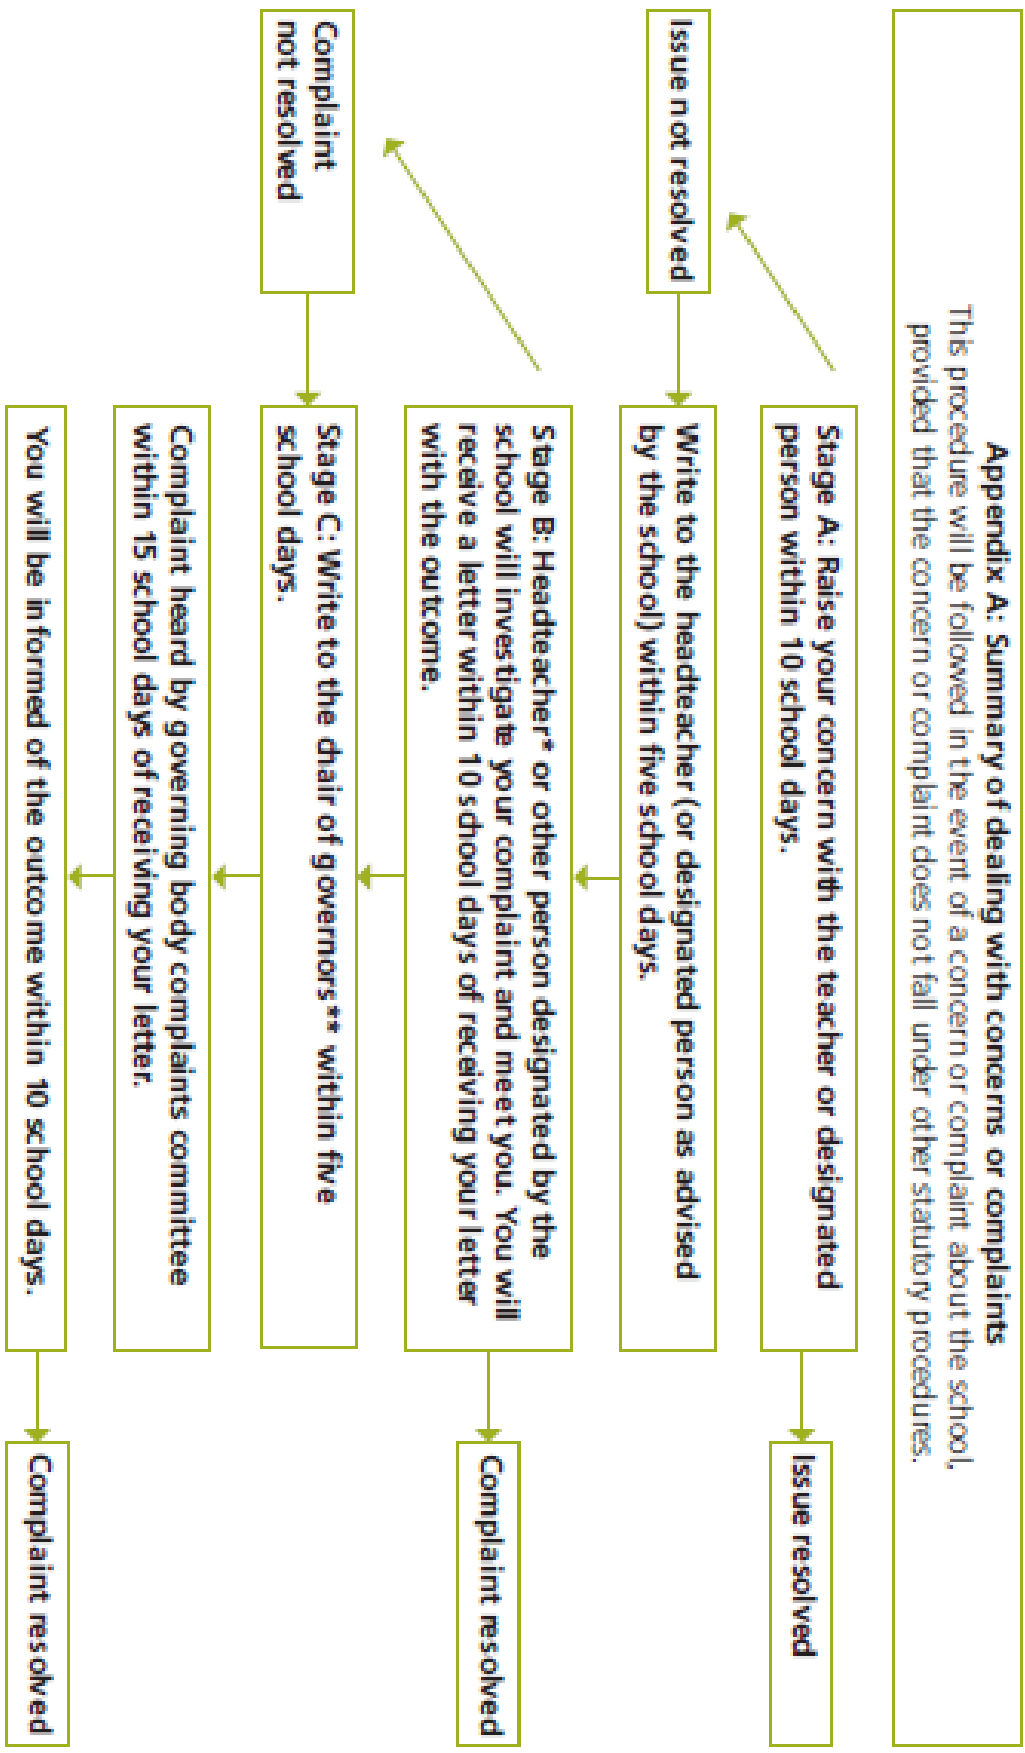 Appendix A: Summary of dealing with concerns or complaints
This procedure will be followed in the event of a concern or complaint about the school,
provided that the concern or complaint does not fall under other statutory procedures.
Stage A: Raise your concern with the teacher or designated
person within 10 school days.
Issue resolved
Issue not resolved
Write to the headteacher (or designated person as advised
by the school) within five school days.
Stage B: Headteacher* or other person designated by the
school will investigate your complaint and meet you. You will
receive a letter within 10 school days of receiving your letter
with the outcome.
Complaint resolved
Complaint
not resolved
Stage C: Write to the chair of governors** within five
school days.
Complaint heard by governing body complaints committee
within 15 school days of receiving your letter.
You will be informed of the outcome within 10 school days.
Complaint resolved